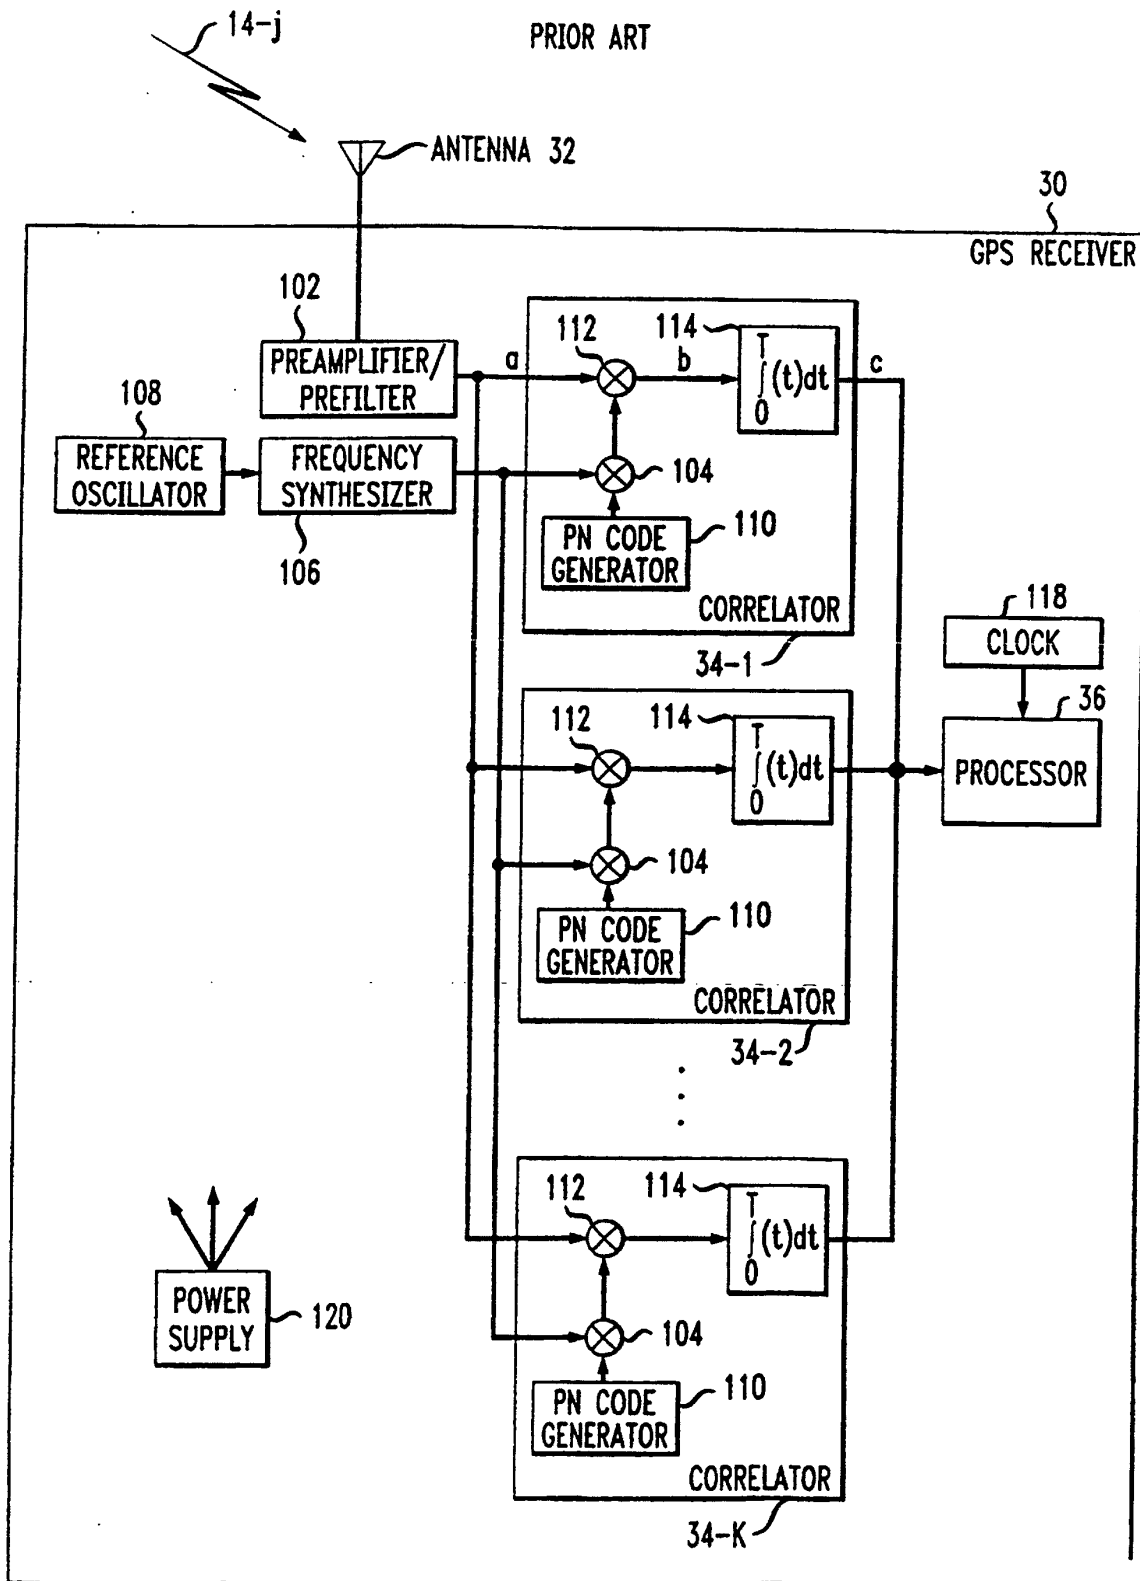 14-j
PRIOR ART
ANTENNA 32
30
GPS RECEIVER
102
PREAMPLIFIER/
PREFILTER
108
REFERENCE
OSCILLATOR
FREQUENCY
SYNTHESIZER
106
a
112
b
114
T
∫(t)dt
0
c
104
PN CODE
GENERATOR
110
CORRELATOR
34-1
118
CLOCK
36
PROCESSOR
112
114
T
∫(t)dt
0
104
PN CODE
GENERATOR
110
CORRELATOR
34-2
112
114
T
∫(t)dt
0
104
PN CODE
GENERATOR
110
CORRELATOR
34-K
POWER
SUPPLY
120